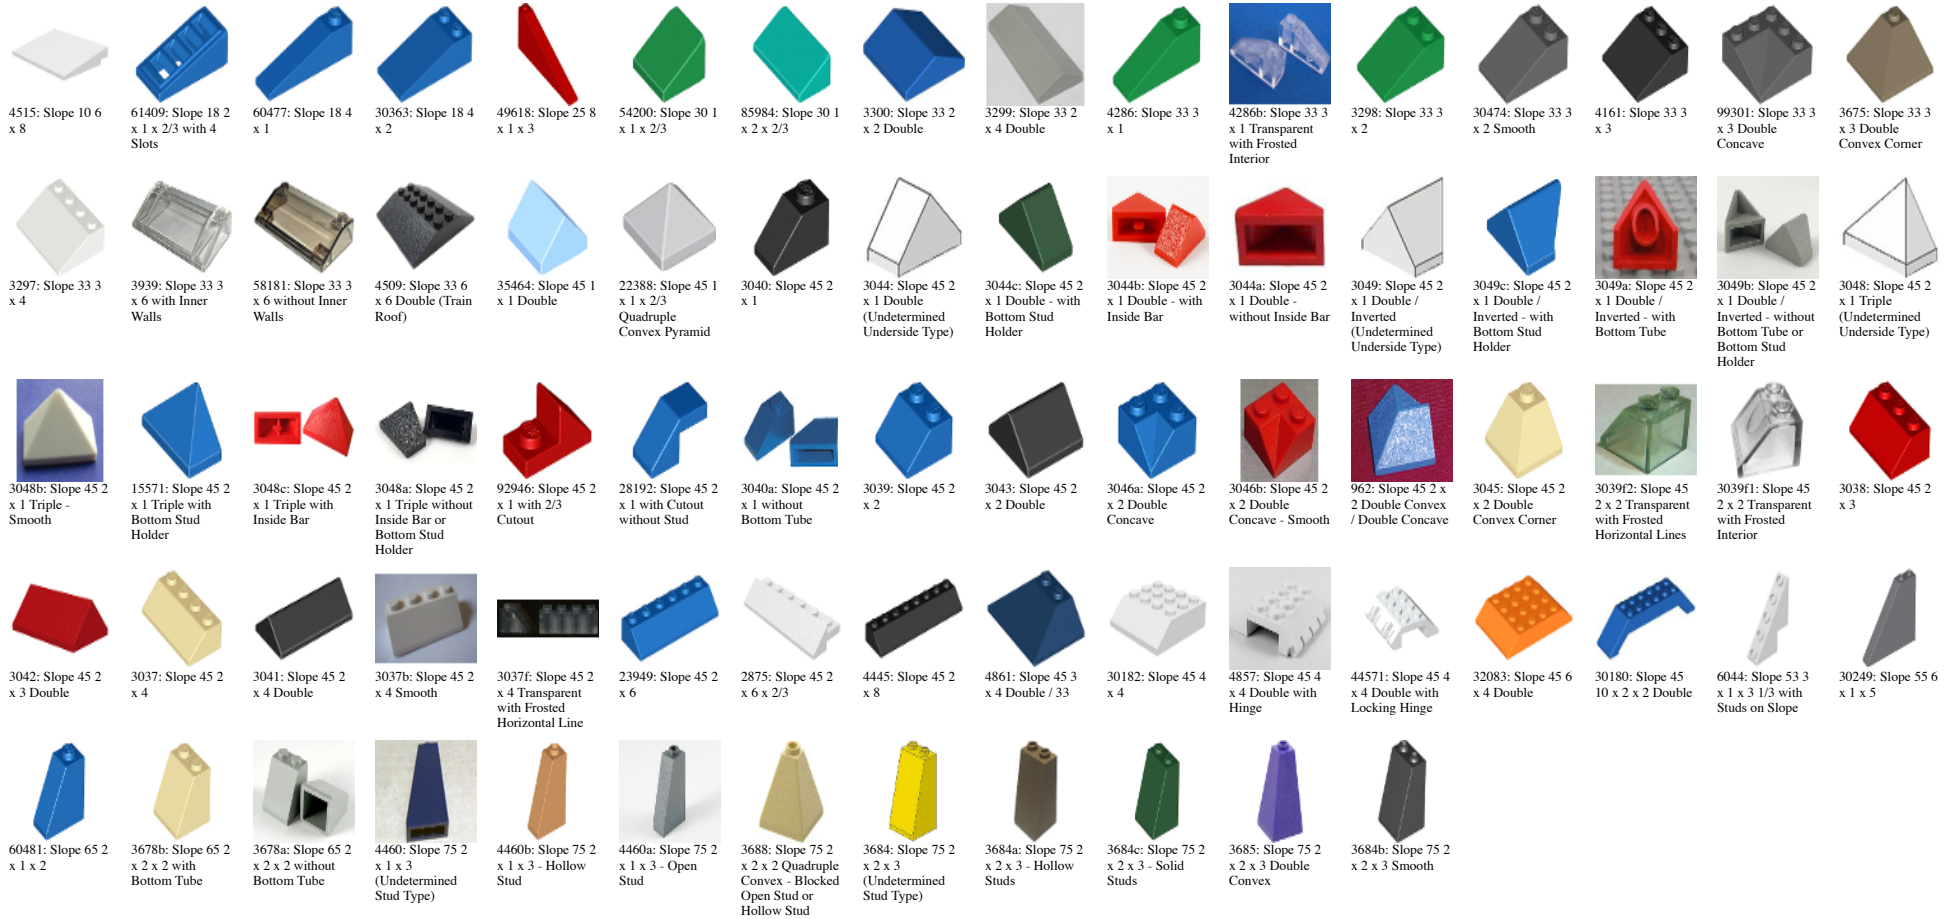 4515: Slope 10 6
x 8
61409: Slope 18 2
x 1 x 2/3 with 4
Slots
60477: Slope 18 4
x 1
30363: Slope 18 4
x 2
49618: Slope 25 8
x 1 x 3
54200: Slope 30 1
x 1 x 2/3
85984: Slope 30 1
x 2 x 2/3
3300: Slope 33 2
x 2 Double
3299: Slope 33 2
x 4 Double
4286: Slope 33 3
x 1
4286b: Slope 33 3
x 1 Transparent
with Frosted
Interior
3298: Slope 33 3
x 2
30474: Slope 33 3
x 2 Smooth
4161: Slope 33 3
x 3
99301: Slope 33 3
x 3 Double
Concave
3675: Slope 33 3
x 3 Double
Convex Corner
3297: Slope 33 3
x 4
3939: Slope 33 3
x 6 with Inner
Walls
58181: Slope 33 3
x 6 without Inner
Walls
4509: Slope 33 6
x 6 Double (Train
Roof)
35464: Slope 45 1
x 1 Double
22388: Slope 45 1
x 1 x 2/3
Quadruple
Convex Pyramid
3040: Slope 45 2
x 1
3044: Slope 45 2
x 1 Double
(Undetermined
Underside Type)
3044c: Slope 45 2
x 1 Double - with
Bottom Stud
Holder
3044b: Slope 45 2
x 1 Double - with
Inside Bar
3044a: Slope 45 2
x 1 Double -
without Inside Bar
3049: Slope 45 2
x 1 Double /
Inverted
(Undetermined
Underside Type)
3049c: Slope 45 2
x 1 Double /
Inverted - with
Bottom Stud
Holder
3049a: Slope 45 2
x 1 Double /
Inverted - with
Bottom Tube
3049b: Slope 45 2
x 1 Double /
Inverted - without
Bottom Tube or
Bottom Stud
Holder
3048: Slope 45 2
x 1 Triple
(Undetermined
Underside Type)
3048b: Slope 45 2
x 1 Triple -
Smooth
15571: Slope 45 2
x 1 Triple with
Bottom Stud
Holder
3048c: Slope 45 2
x 1 Triple with
Inside Bar
3048a: Slope 45 2
x 1 Triple without
Inside Bar or
Bottom Stud
Holder
92946: Slope 45 2
x 1 with 2/3
Cutout
28192: Slope 45 2
x 1 with Cutout
without Stud
3040a: Slope 45 2
x 1 without
Bottom Tube
3039: Slope 45 2
x 2
3043: Slope 45 2
x 2 Double
3046a: Slope 45 2
x 2 Double
Concave
3046b: Slope 45 2
x 2 Double
Concave - Smooth
962: Slope 45 2 x
2 Double Convex
/ Double Concave
3045: Slope 45 2
x 2 Double
Convex Corner
3039f2: Slope 45
2 x 2 Transparent
with Frosted
Horizontal Lines
3039f1: Slope 45
2 x 2 Transparent
with Frosted
Interior
3038: Slope 45 2
x 3
3042: Slope 45 2
x 3 Double
3037: Slope 45 2
x 4
3041: Slope 45 2
x 4 Double
3037b: Slope 45 2
x 4 Smooth
3037f: Slope 45 2
x 4 Transparent
with Frosted
Horizontal Line
23949: Slope 45 2
x 6
2875: Slope 45 2
x 6 x 2/3
4445: Slope 45 2
x 8
4861: Slope 45 3
x 4 Double / 33
30182: Slope 45 4
x 4
4857: Slope 45 4
x 4 Double with
Hinge
44571: Slope 45 4
x 4 Double with
Locking Hinge
32083: Slope 45 6
x 4 Double
30180: Slope 45
10 x 2 x 2 Double
6044: Slope 53 3
x 1 x 3 1/3 with
Studs on Slope
30249: Slope 55 6
x 1 x 5
60481: Slope 65 2
x 1 x 2
3678b: Slope 65 2
x 2 x 2 with
Bottom Tube
3678a: Slope 65 2
x 2 x 2 without
Bottom Tube
4460: Slope 75 2
x 1 x 3
(Undetermined
Stud Type)
4460b: Slope 75 2
x 1 x 3 - Hollow
Stud
4460a: Slope 75 2
x 1 x 3 - Open
Stud
3688: Slope 75 2
x 2 x 2 Quadruple
Convex - Blocked
Open Stud or
Hollow Stud
3684: Slope 75 2
x 2 x 3
(Undetermined
Stud Type)
3684a: Slope 75 2
x 2 x 3 - Hollow
Studs
3684c: Slope 75 2
x 2 x 3 - Solid
Studs
3685: Slope 75 2
x 2 x 3 Double
Convex
3684b: Slope 75 2
x 2 x 3 Smooth